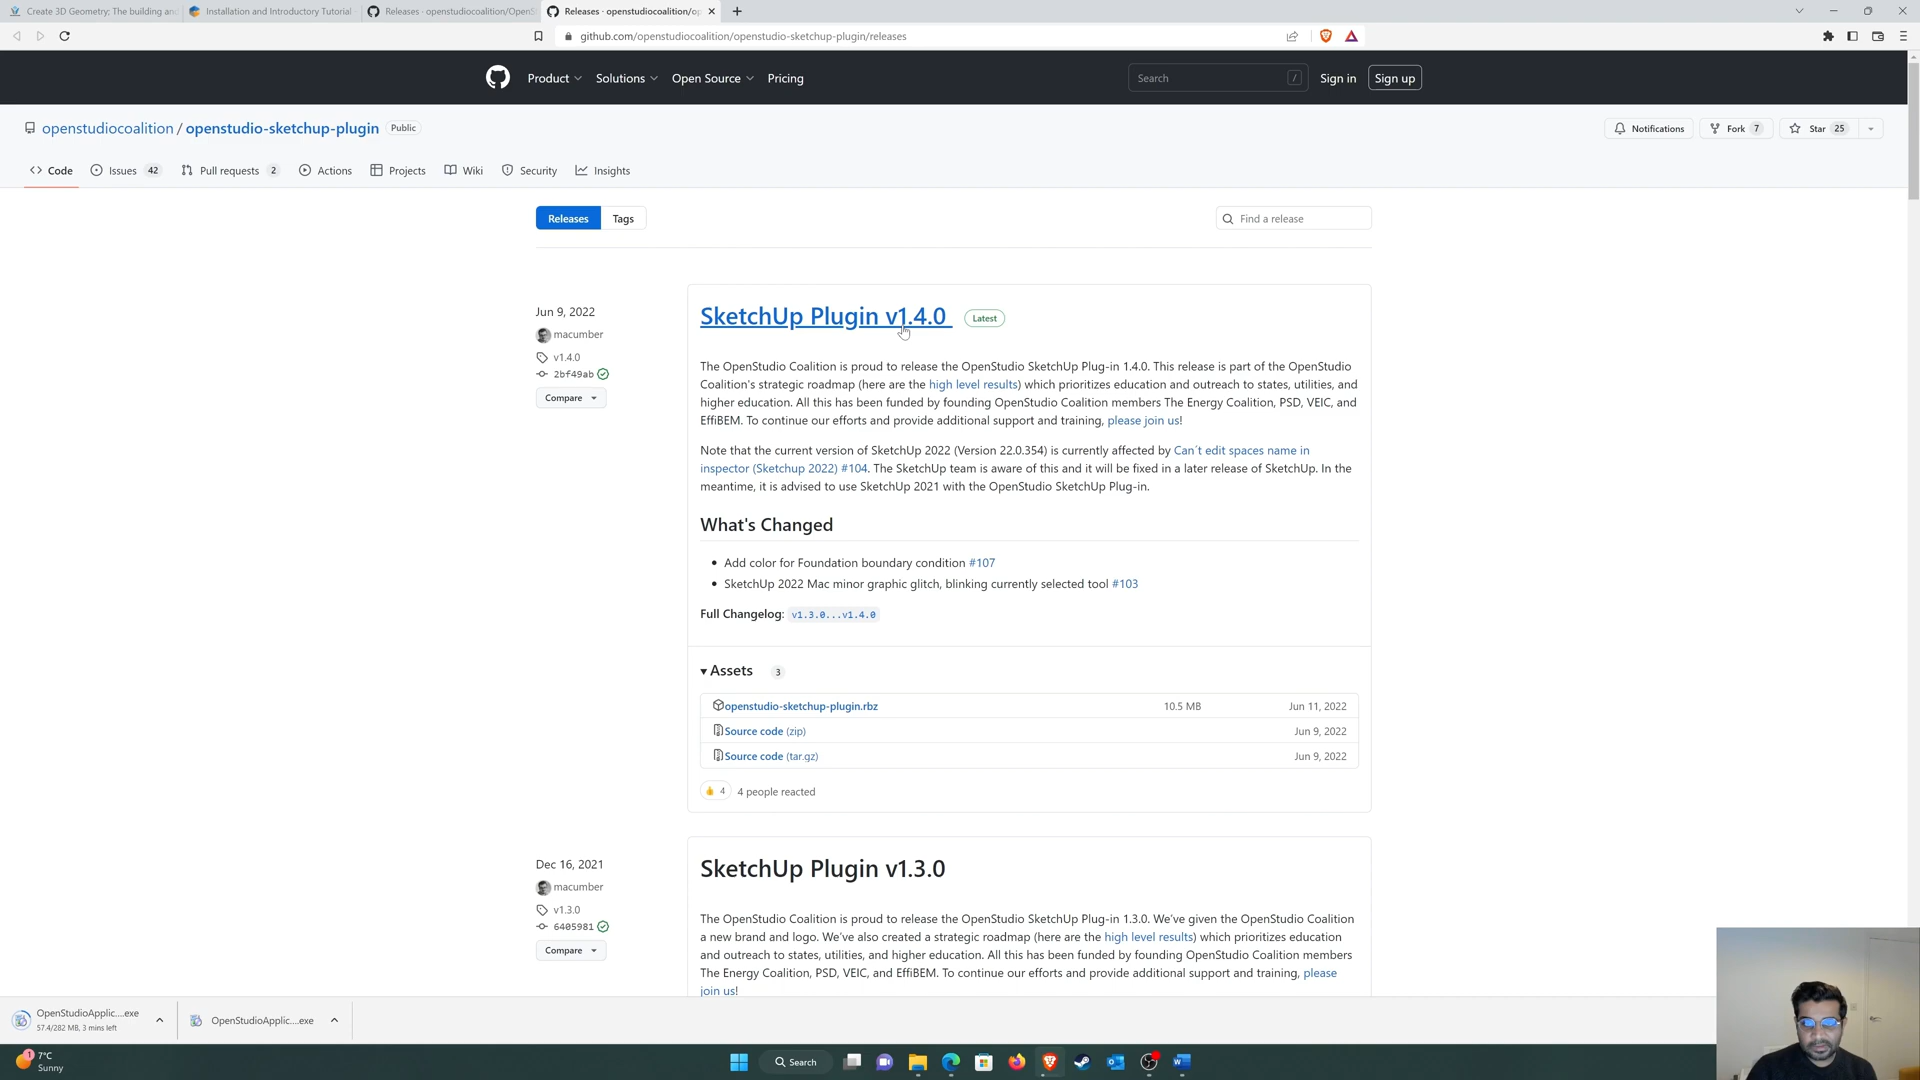 Create 3D Geometry: The building an
Installation and Introductory Tutorial
Releases · openstudiocoalition/OpenS
Releases · openstudiocoalition/op
github.com/openstudiocoalition/openstudio-sketchup-plugin/releases
Product
Solutions
Open Source
Pricing
Search
/
Sign in
Sign up
openstudiocoalition / openstudio-sketchup-plugin
Public
Notifications
Fork 7
Star 25
Code
Issues 42
Pull requests 2
Actions
Projects
Wiki
Security
Insights
Releases
Tags
Find a release
Jun 9, 2022
macumber
v1.4.0
2bf49ab
Compare
SketchUp Plugin v1.4.0
Latest
The OpenStudio Coalition is proud to release the OpenStudio SketchUp Plug-in 1.4.0. This release is part of the OpenStudio
Coalition's strategic roadmap (here are the high level results) which prioritizes education and outreach to states, utilities, and
higher education. All this has been funded by founding OpenStudio Coalition members The Energy Coalition, PSD, VEIC, and
EffiBEM. To continue our efforts and provide additional support and training, please join us!
Note that the current version of SketchUp 2022 (Version 22.0.354) is currently affected by Can´t edit spaces name in
inspector (Sketchup 2022) #104. The SketchUp team is aware of this and it will be fixed in a later release of SketchUp. In the
meantime, it is advised to use SketchUp 2021 with the OpenStudio SketchUp Plug-in.
What's Changed
• Add color for Foundation boundary condition #107
• SketchUp 2022 Mac minor graphic glitch, blinking currently selected tool #103
Full Changelog: v1.3.0...v1.4.0
Assets 3
openstudio-sketchup-plugin.rbz 10.5 MB Jun 11, 2022
Source code (zip) Jun 9, 2022
Source code (tar.gz) Jun 9, 2022
4
4 people reacted
Dec 16, 2021
macumber
v1.3.0
6405981
Compare
SketchUp Plugin v1.3.0
The OpenStudio Coalition is proud to release the OpenStudio SketchUp Plug-in 1.3.0. We've given the OpenStudio Coalition
a new brand and logo. We've also created a strategic roadmap (here are the high level results) which prioritizes education
and outreach to states, utilities, and higher education. All this has been funded by founding OpenStudio Coalition members
The Energy Coalition, PSD, VEIC, and EffiBEM. To continue our efforts and provide additional support and training, please
join us!
OpenStudioApplic....exe
57.4/282 MB, 3 mins left
OpenStudioApplic....exe
1
7°C
Sunny
Search